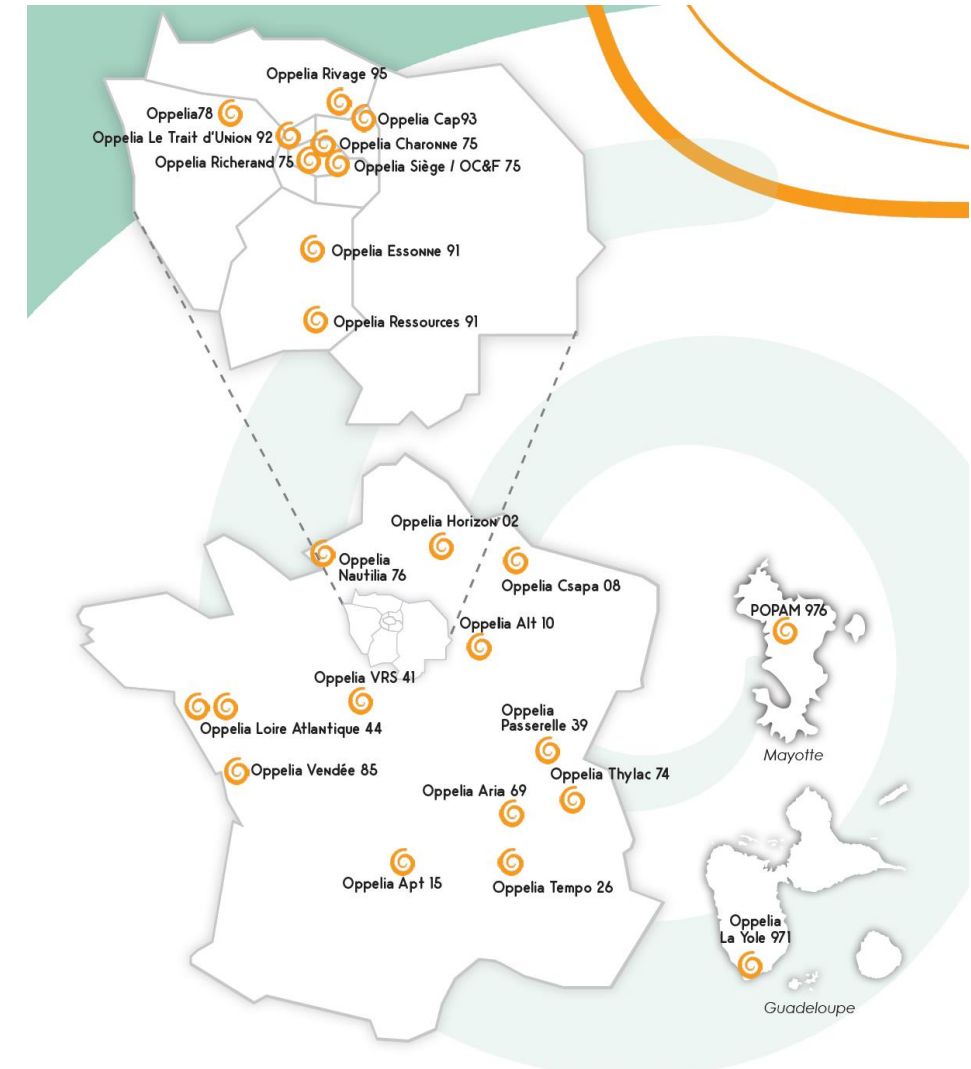 Oppelia Rivage 95
Oppelia78
Oppelia Cap93
Oppelia Le Trait d'Union 92
Oppelia Charonne 75
Oppelia Richerand 75
Oppelia Siège / OC&F 75
Oppelia Essonne 91
Oppelia Ressources 91
Oppelia Horizon 02
Oppelia
Nautilia 76
Oppelia Csapa 08
POPAM 976
Oppelia Alt 10
Oppelia VRS 41
Oppelia
Passerelle 39
Oppelia Loire Atlantique 44
Mayotte
Oppelia Vendée 85
Oppelia Thylac 74
Oppelia Aria 69
Oppelia Apt 15
Oppelia Tempo 26
Oppelia
La Yole 971
Guadeloupe